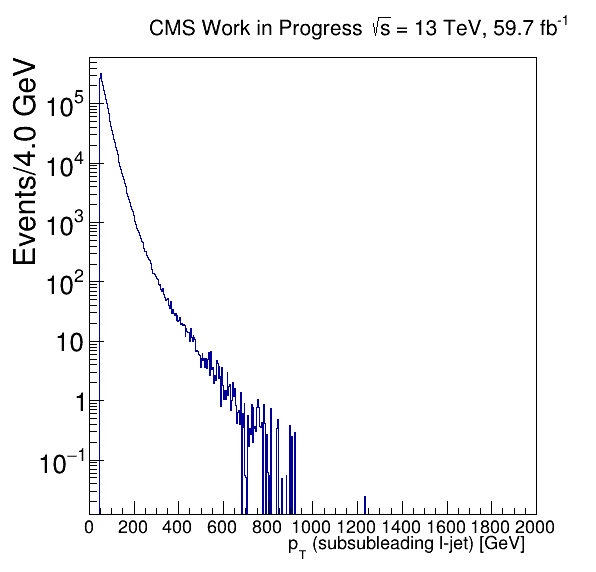 CMS Work in Progress √s = 13 TeV, 59.7 fb⁻¹
Events/4.0 GeV
10⁵
10⁴
10³
10²
10
1
10⁻¹
0 200 400 600 800 1000 1200 1400 1600 1800 2000
p_T (subsubleading l-jet) [GeV]